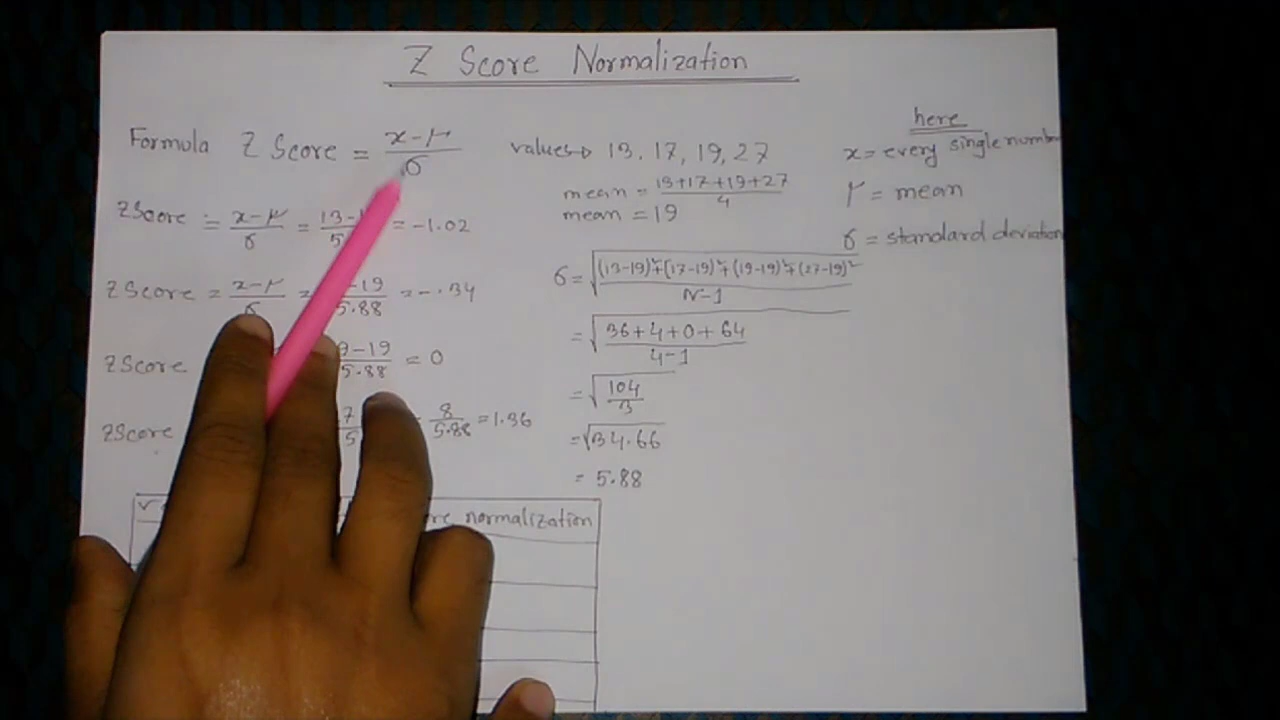 Z Score Normalization
Formula Z Score = x-μ/σ
ZScore = x-μ/σ = 13-/5 = -1.02
ZScore = x-μ/σ = -19/5.88 = -.34
ZScore 9-19/5.88 = 0
ZScore 7/5 - 8/5.88 = 1.36
normalization
values→ 13, 17, 19, 27
mean = 13+17+19+27/4
mean = 19
σ = √(13-19)²+(17-19)²+(19-19)²+(27-19)²/N-1
= √36+4+0+64/4-1
= √104/3
= √34.66
= 5.88
here
x = every single number
μ = mean
σ = standard deviation